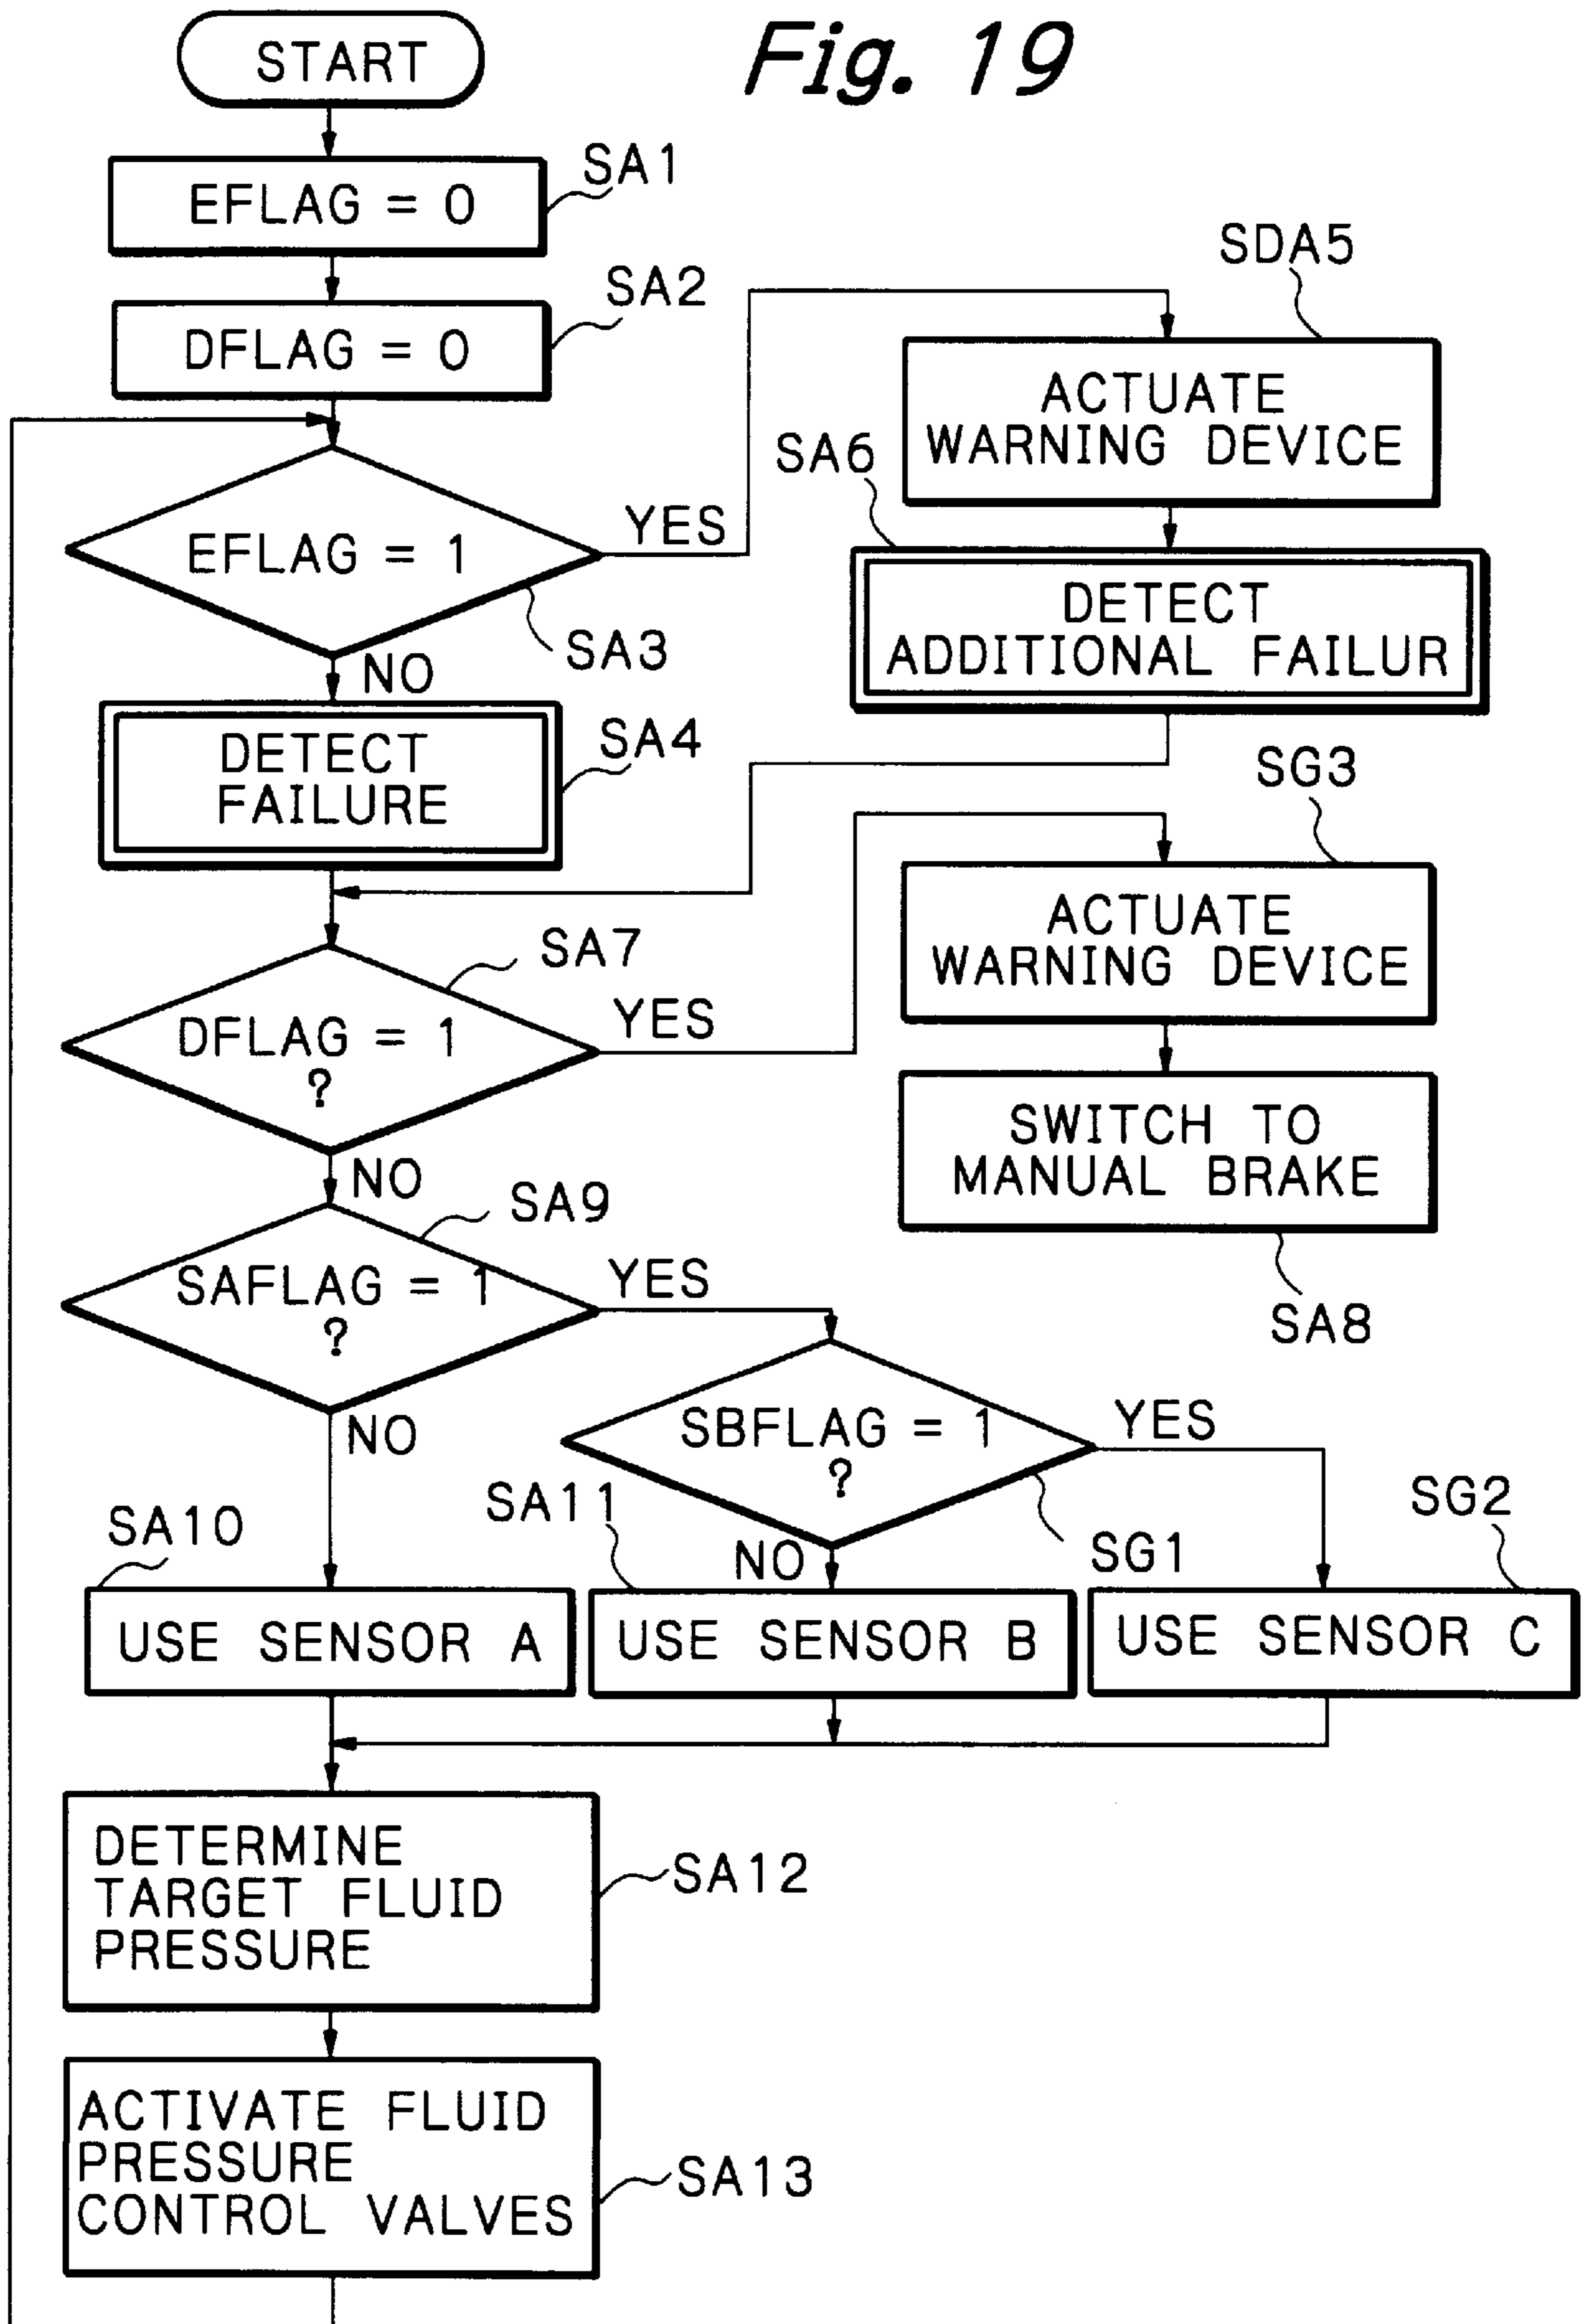 Fig. 19
START
EFLAG = 0
SA1
DFLAG = 0
SA2
EFLAG = 1
YES
SA3
NO
SDA5
ACTUATE
WARNING DEVICE
SA6
DETECT
ADDITIONAL FAILUR
DETECT
FAILURE
SA4
SG3
ACTUATE
WARNING DEVICE
SA7
DFLAG = 1
?
YES
NO
SWITCH TO
MANUAL BRAKE
SA8
SA9
SAFLAG = 1
?
YES
NO
SBFLAG = 1
?
YES
SG1
NO
SA10
USE SENSOR A
SA11
USE SENSOR B
SG2
USE SENSOR C
DETERMINE
TARGET FLUID
PRESSURE
SA12
ACTIVATE FLUID
PRESSURE
CONTROL VALVES
SA13